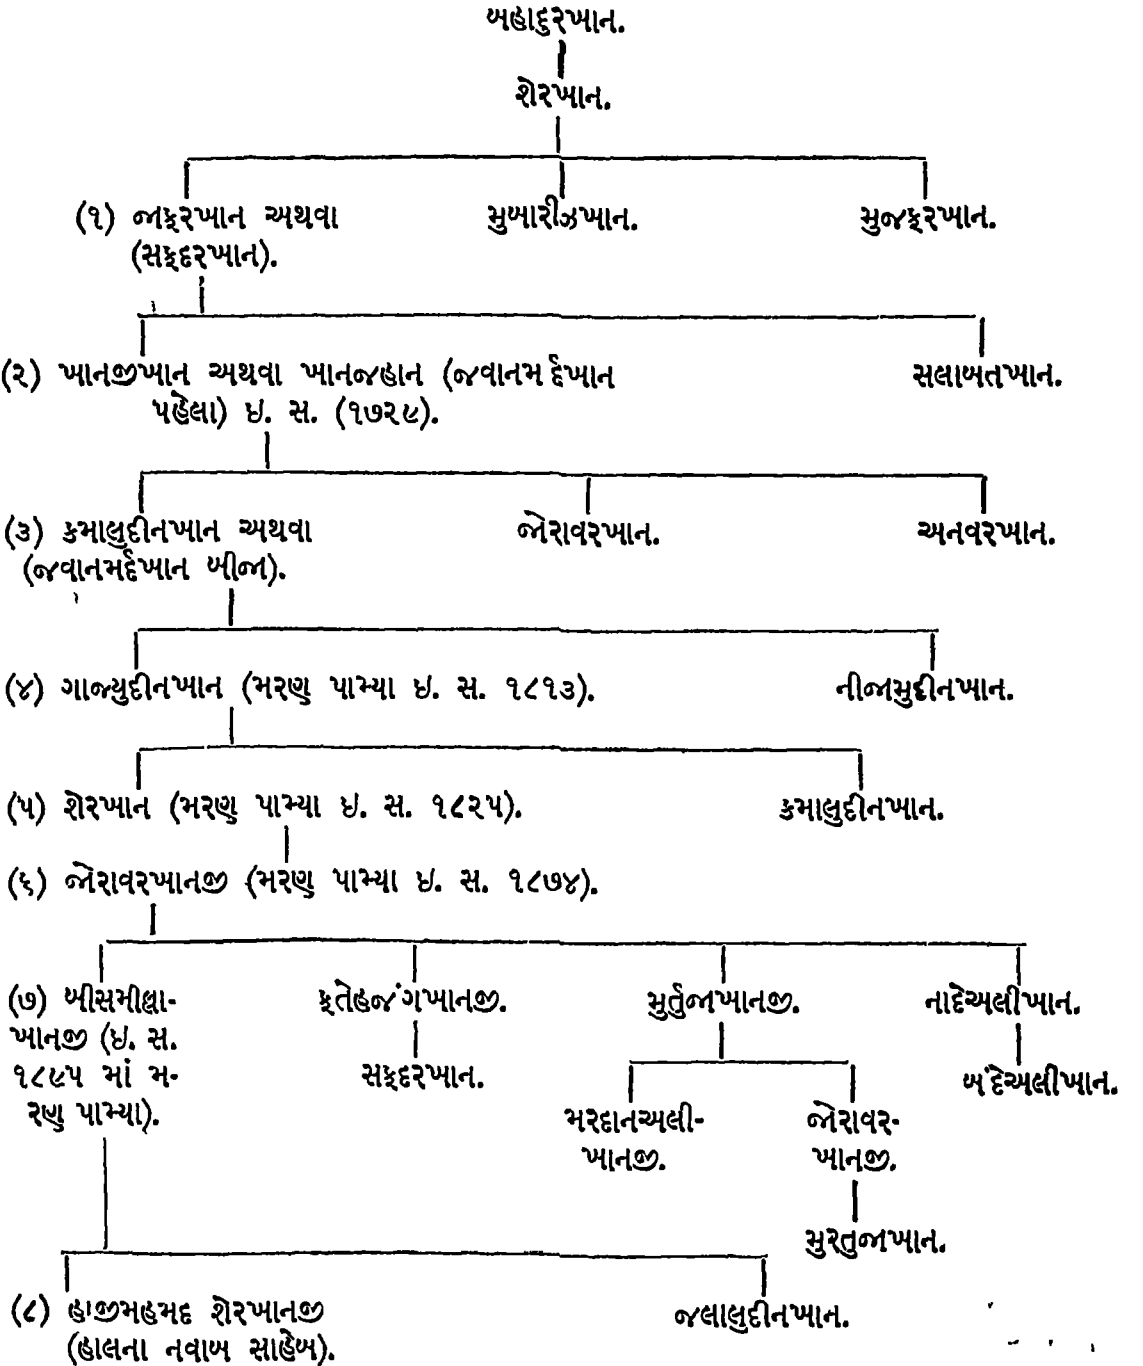 બહાદુરખાન.
શેરખાન.
(૧) જાફરખાન અથવા
(સફદરખાન).
મુબારીઝખાન.
મુજફરખાન.
(૨) ખાનજીખાન અથવા ખાનજહાન (જવાનમર્દખાન
પહેલા) ઇ. સ. (૧૭૨૯).
સલાબતખાન.
(૩) કમાલુદીનખાન અથવા
(જવાનમર્દખાન બીજા).
જોરાવરખાન.
અનવરખાન.
(૪) ગાજ્યુદીનખાન (મરણ પામ્યા ઇ. સ. ૧૮૧૩).
નીજામુદ્દીનખાન.
(૫) શેરખાન (મરણ પામ્યા ઇ. સ. ૧૮૨૫).
કમાલુદીનખાન.
(૬) જોરાવરખાનજી (મરણ પામ્યા ઇ. સ. ૧૮૭૪).
(૭) બીસમીલ્લા-
ખાનજી (ઇ. સ.
૧૮૯૫ માં મ-
રણ પામ્યા).
ફતેહજંગખાનજી.
સફદરખાન.
મુર્તુજાખાનજી.
મરદાનઅલી-
ખાનજી.
જોરાવર-
ખાનજી.
મુરતુજાખાન.
નાદેઅલીખાન.
બંદેઅલીખાન.
(૮) હાજીમહમદ શેરખાનજી
(હાલના નવાબ સાહેબ).
જલાલુદીનખાન.